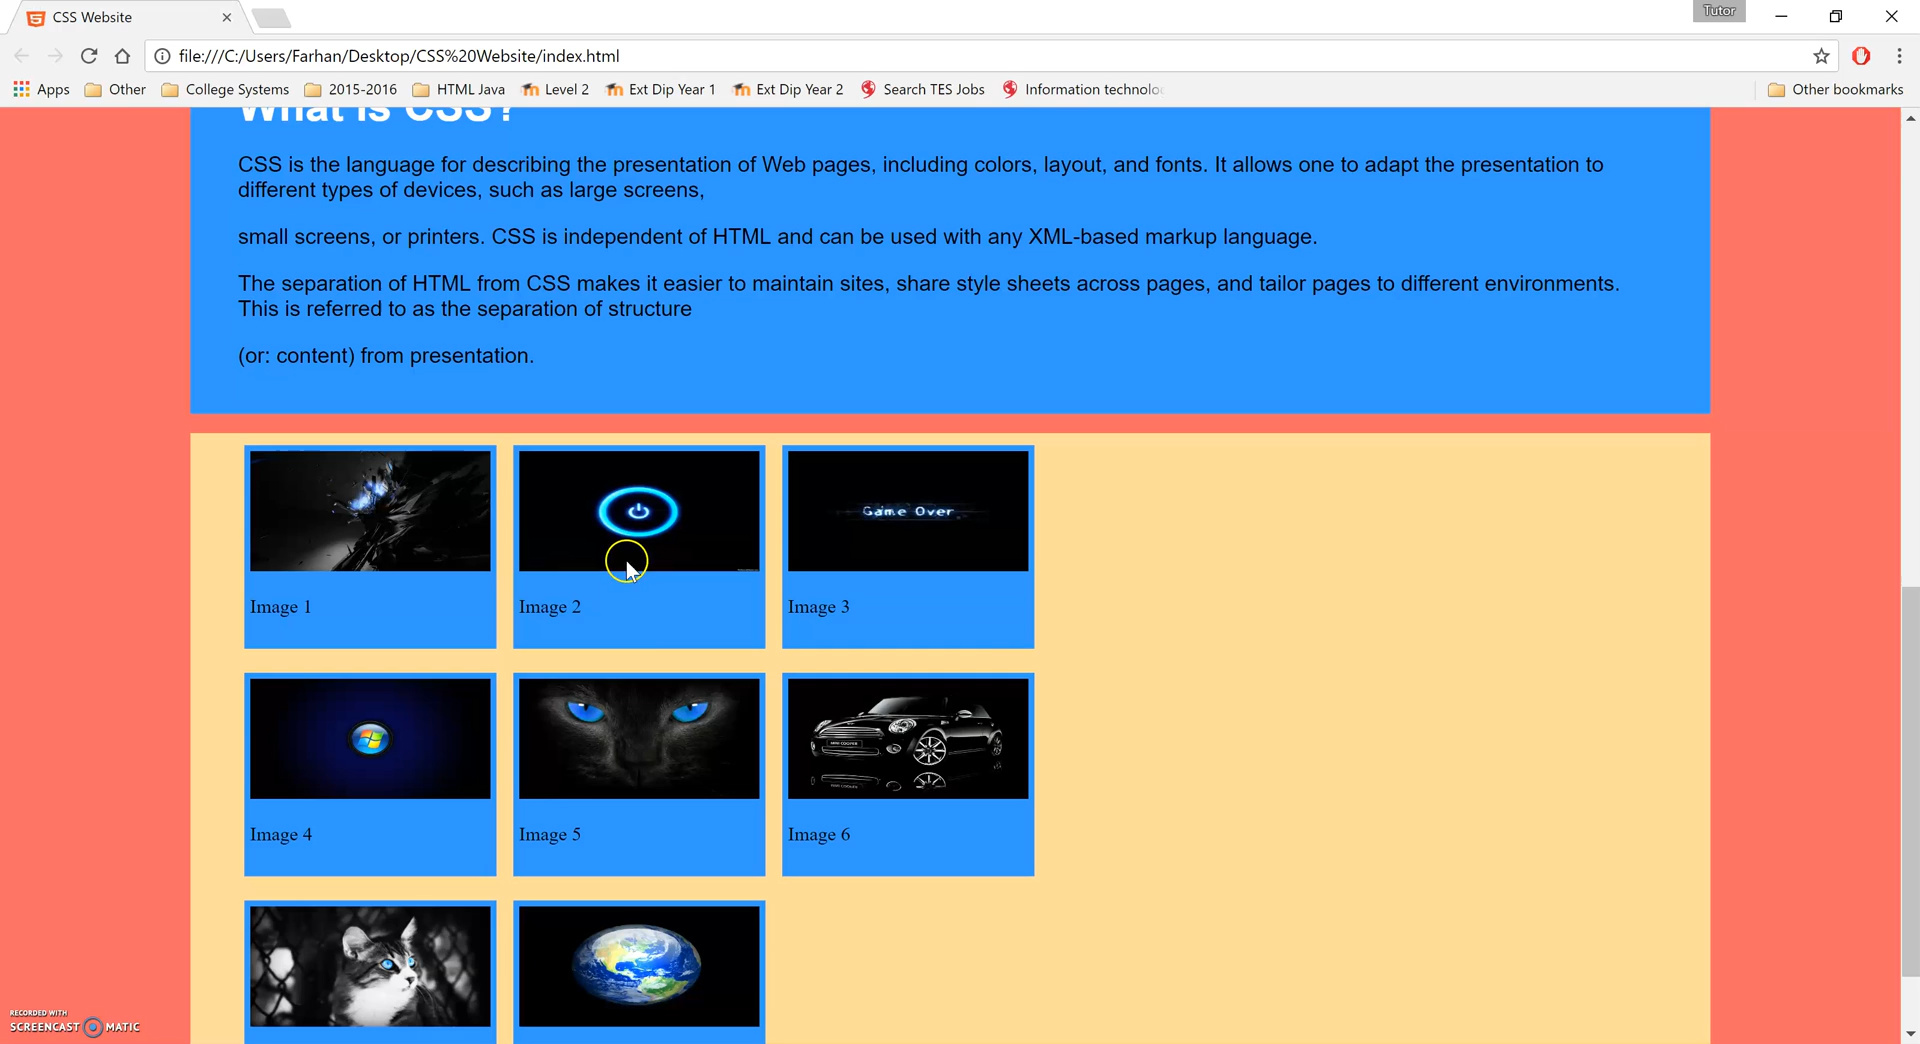 CSS Website
Tutor
file:///C:/Users/Farhan/Desktop/CSS%20Website/index.html
Apps Other College Systems 2015-2016 HTML Java Level 2 Ext Dip Year 1 Ext Dip Year 2 Search TES Jobs Information technolo Other bookmarks
What is CSS?
CSS is the language for describing the presentation of Web pages, including colors, layout, and fonts. It allows one to adapt the presentation to
different types of devices, such as large screens,
small screens, or printers. CSS is independent of HTML and can be used with any XML-based markup language.
The separation of HTML from CSS makes it easier to maintain sites, share style sheets across pages, and tailor pages to different environments.
This is referred to as the separation of structure
(or: content) from presentation.
Game Over
Image 1 Image 2 Image 3
MINI COOPER
Image 4 Image 5 Image 6
RECORDED WITH
SCREENCAST MATIC